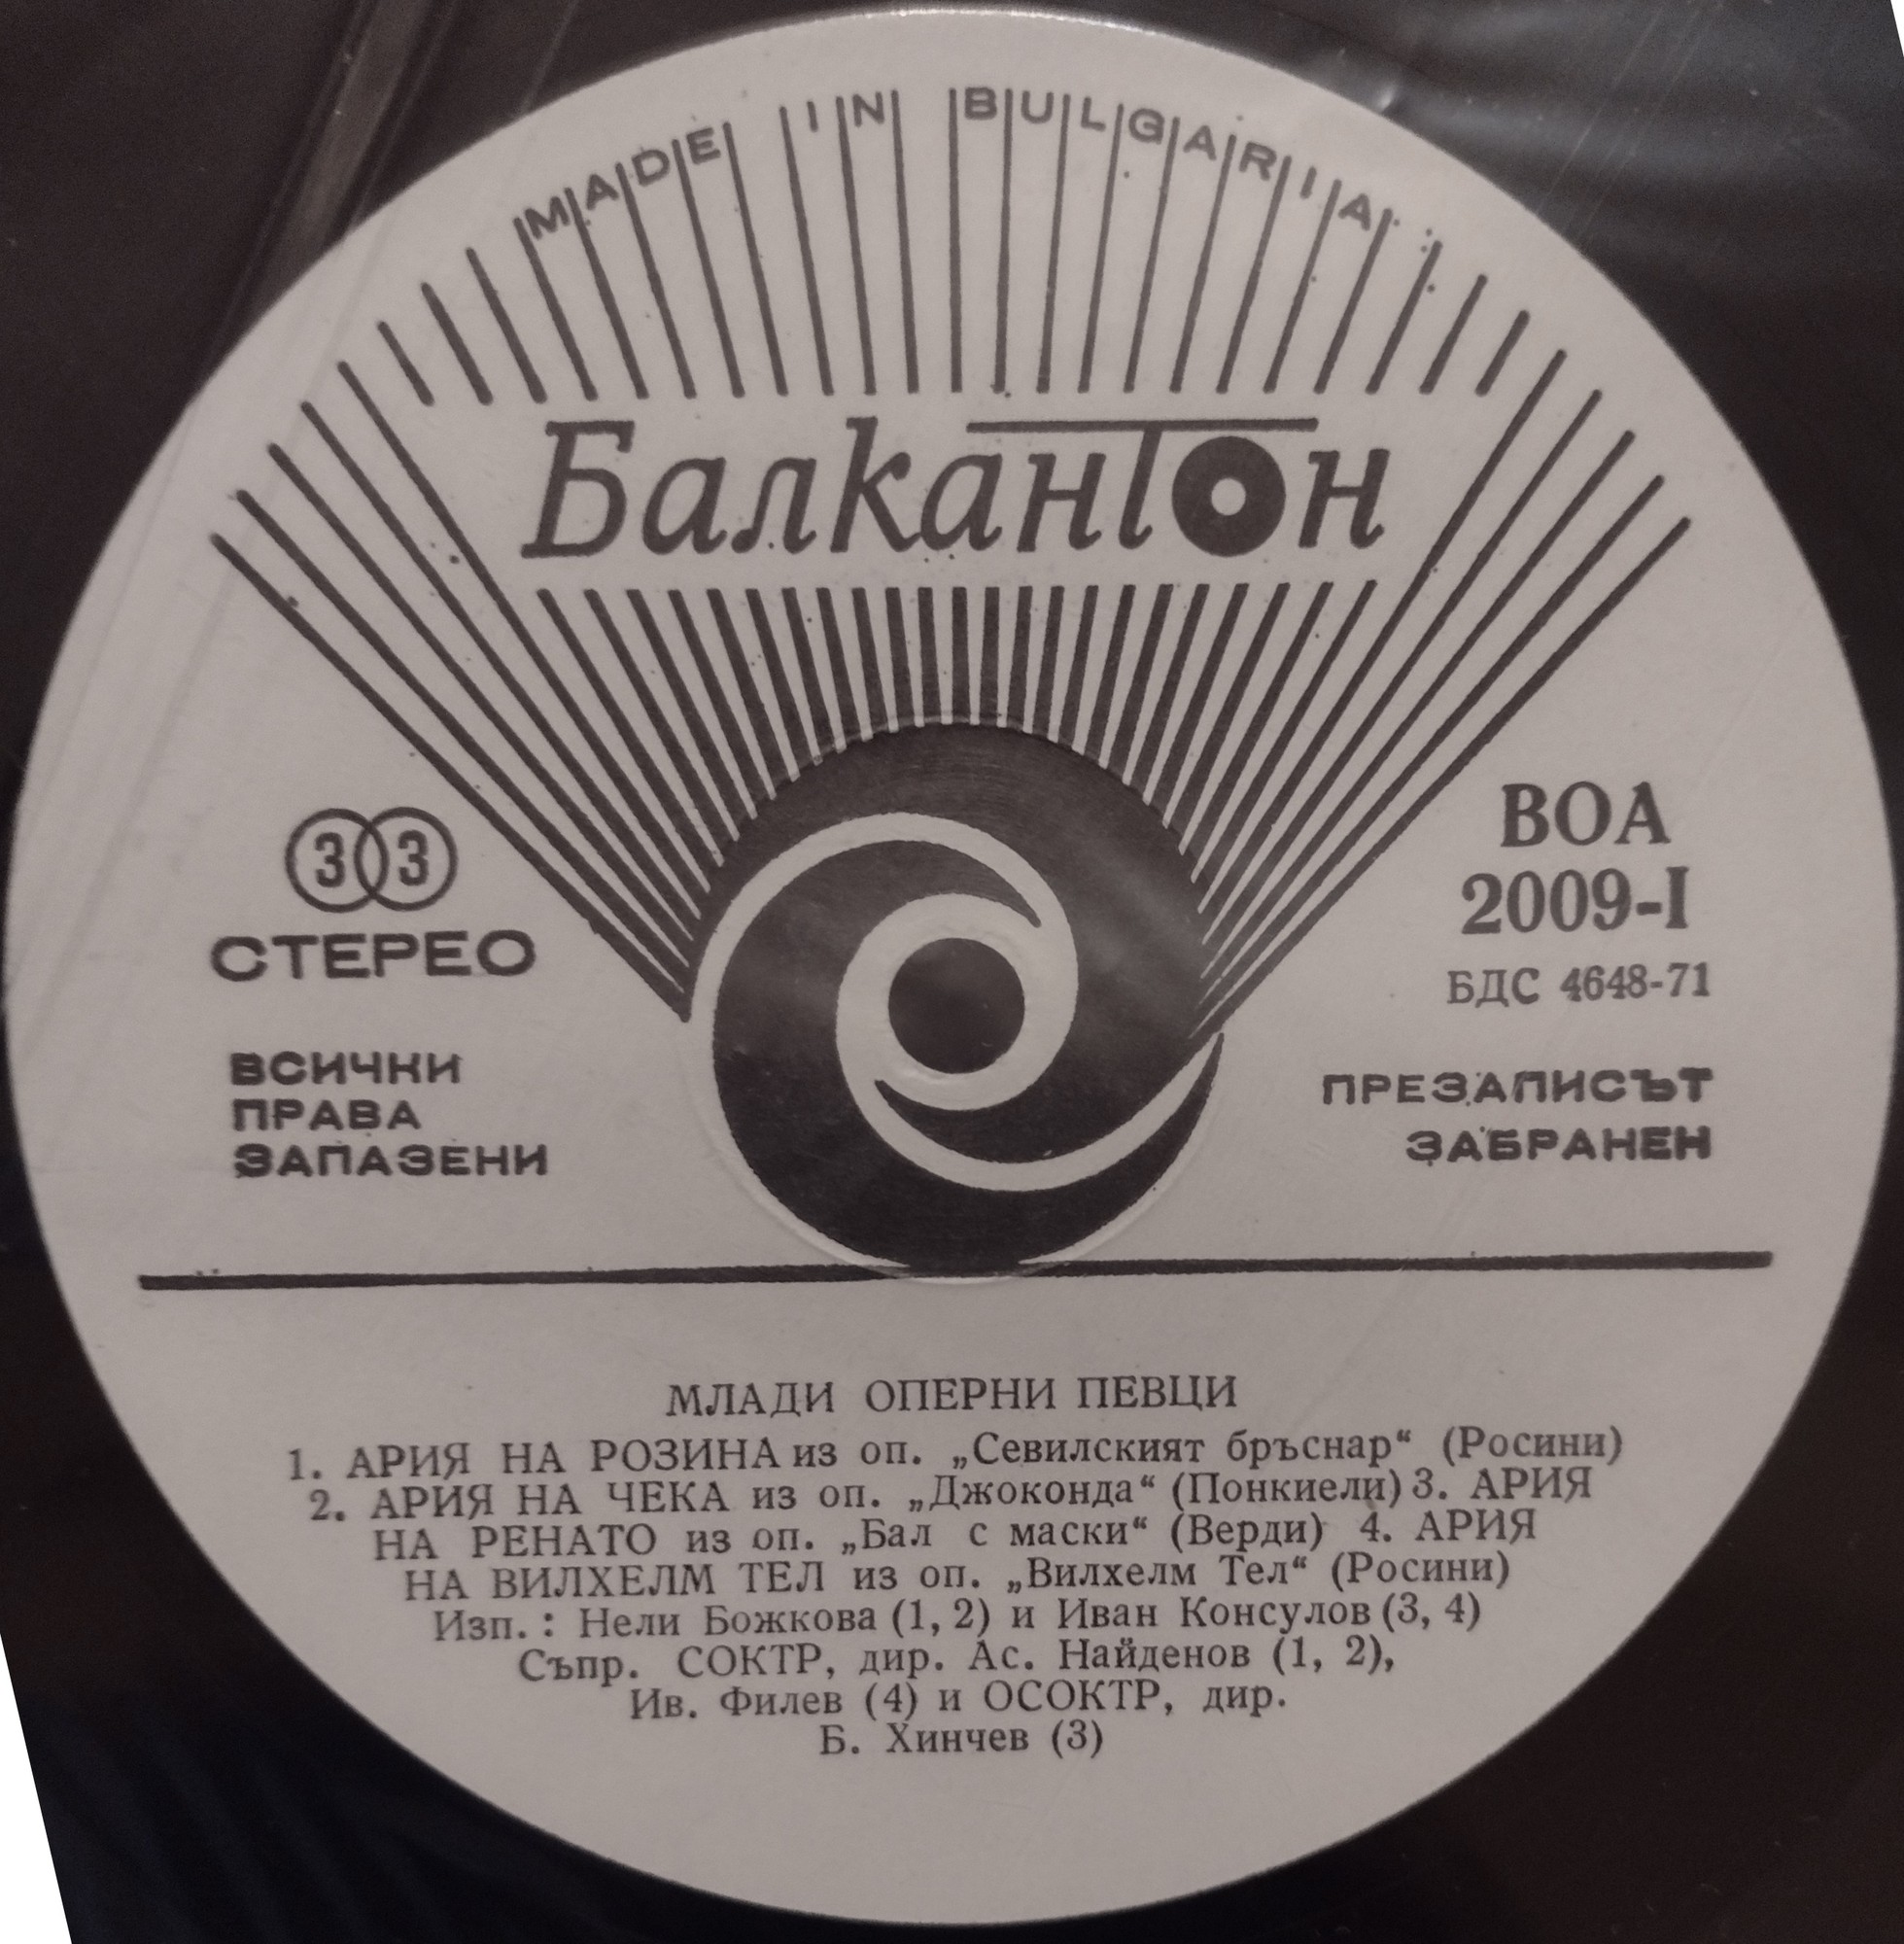 MADE IN BULGARIA
Балкантон
33
СТЕРЕО
ВСИЧКИ
ПРАВА
ЗАПАЗЕНИ
ВОА
2009-I
БДС 4648-71
ПРЕЗАПИСЪТ
ЗАБРАНЕН
МЛАДИ ОПЕРНИ ПЕВЦИ
1. АРИЯ НА РОЗИНА из оп. „Севилският бръснар“ (Росини)
2. АРИЯ НА ЧЕКА из оп. „Джоконда“ (Понкиели) 3. АРИЯ
НА РЕНАТО из оп. „Бал с маски“ (Верди) 4. АРИЯ
НА ВИЛХЕЛМ ТЕЛ из оп. „Вилхелм Тел“ (Росини)
Изп. : Нели Божкова (1, 2) и Иван Консулов (3, 4)
Съпр. СОКТР, дир. Ас. Найденов (1, 2),
Ив. Филев (4) и ОСОКТР, дир.
Б. Хинчев (3)